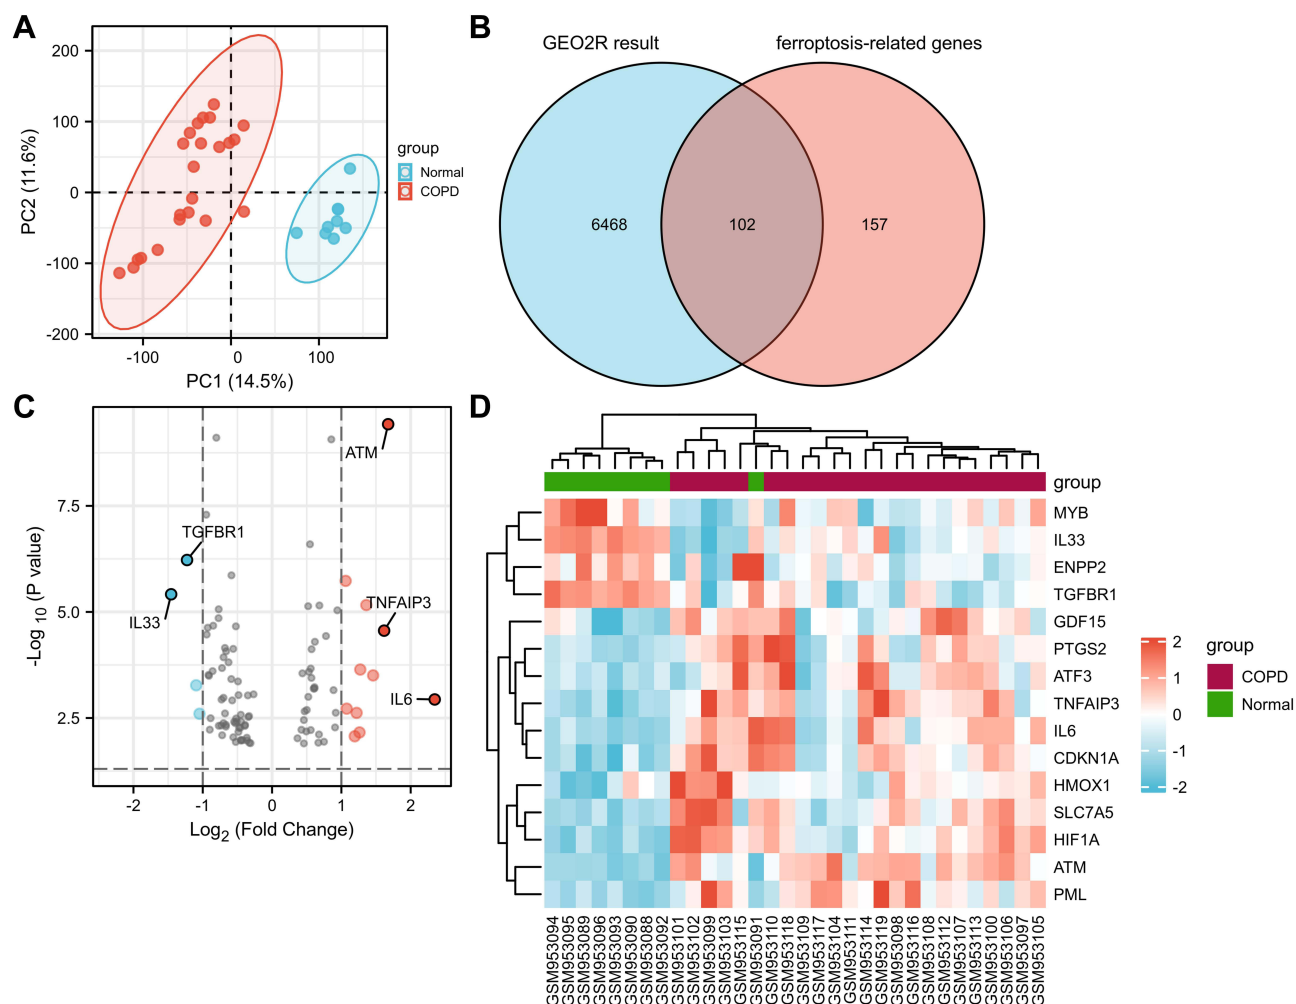 A
200
100
0
-100
-200
PC2 (11.6%)
-100
0
100
PC1 (14.5%)
group
Normal
COPD
B
GEO2R result
ferroptosis-related genes
6468
102
157
C
7.5
5.0
2.5
-Log 10 (P value)
-2
-1
0
1
2
Log2 (Fold Change)
ATM
TGFBR1
IL33
TNFAIP3
IL6
D
group
MYB
IL33
ENPP2
TGFBR1
GDF15
PTGS2
ATF3
TNFAIP3
IL6
CDKN1A
HMOX1
SLC7A5
HIF1A
ATM
PML
GSM953094
GSM953095
GSM953089
GSM953096
GSM953093
GSM953090
GSM953088
GSM953092
GSM953101
GSM953102
GSM953099
GSM953103
GSM953115
GSM953091
GSM953110
GSM953118
GSM953109
GSM953117
GSM953104
GSM953111
GSM953114
GSM953119
GSM953098
GSM953116
GSM953108
GSM953112
GSM953107
GSM953113
GSM953100
GSM953106
GSM953097
GSM953105
2
1
0
-1
-2
group
COPD
Normal